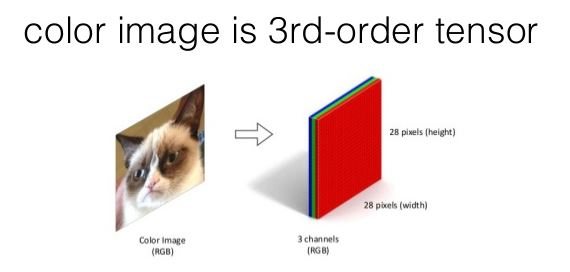 color image is 3rd-order tensor
28 pixels (height)
28 pixels (width)
Color Image
(RGB)
3 channels
(RGB)